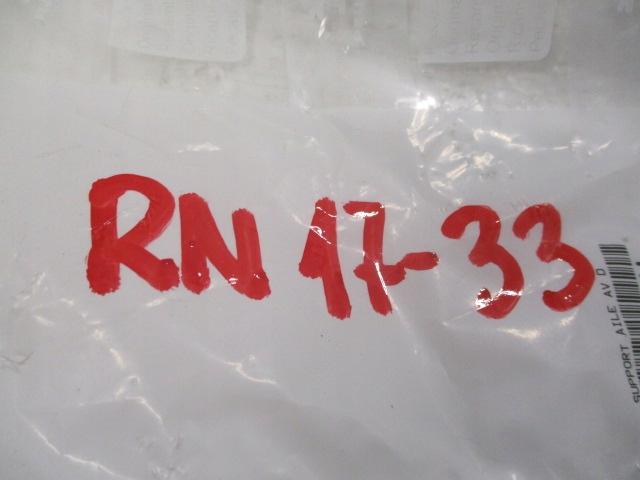 RN 17-33
SUPPORT AILE AV D